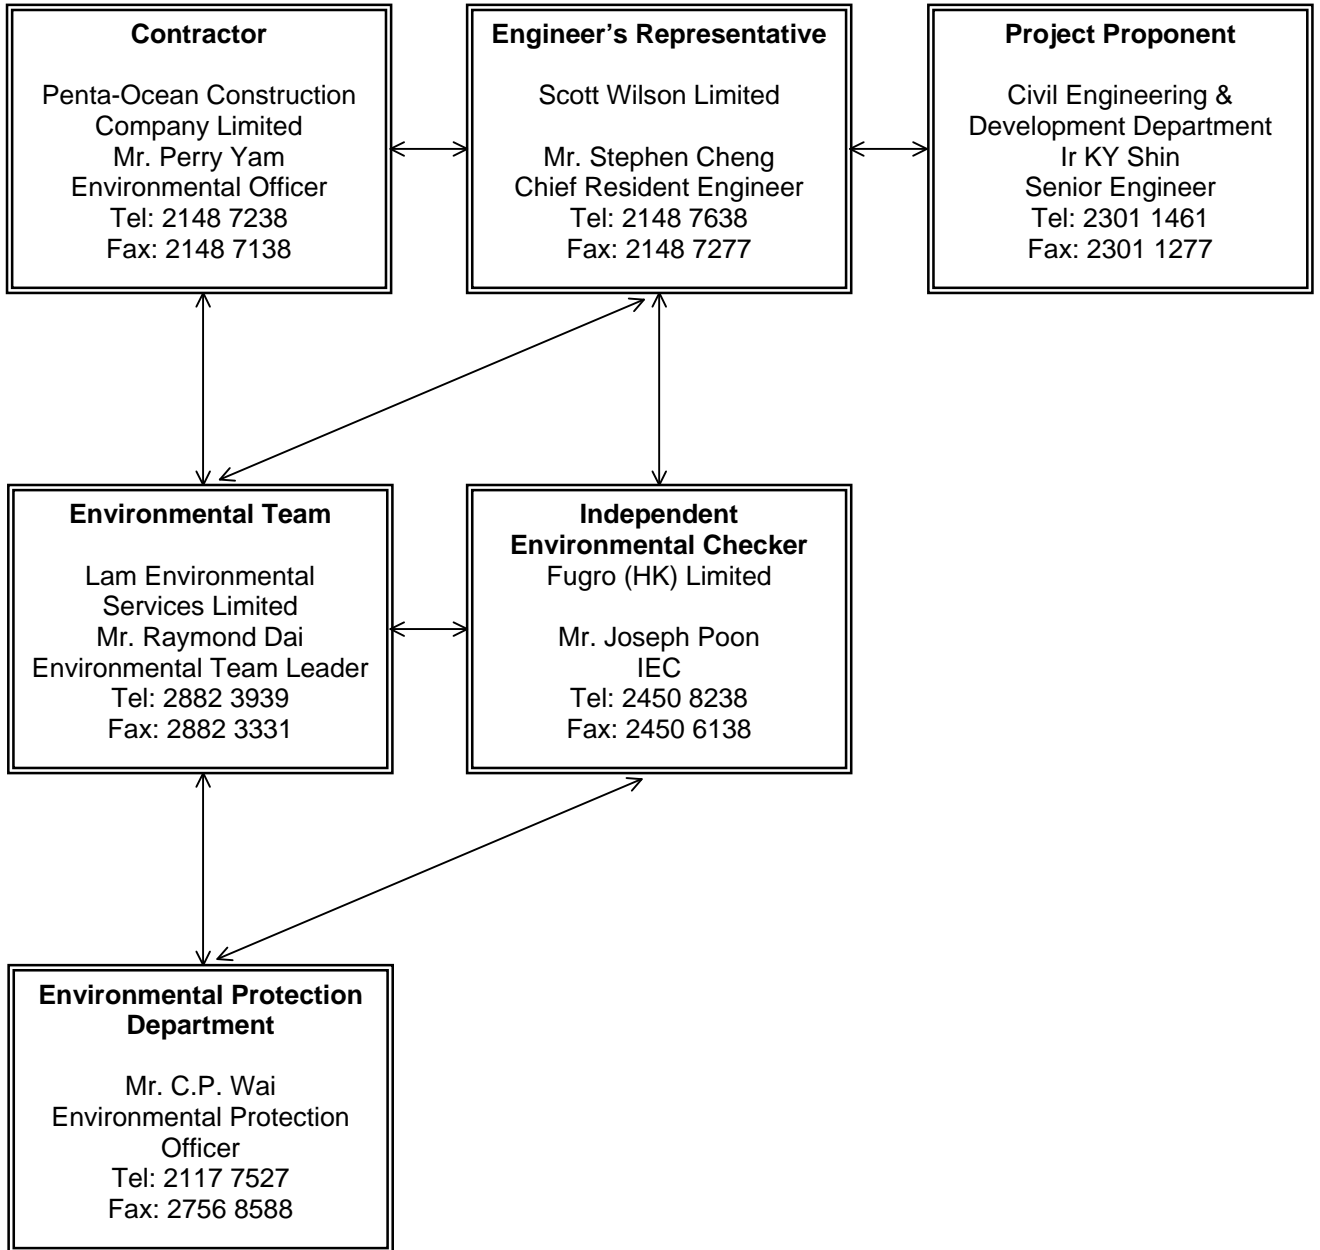 Contractor
Penta-Ocean Construction
Company Limited
Mr. Perry Yam
Environmental Officer
Tel: 2148 7238
Fax: 2148 7138
Engineer's Representative
Scott Wilson Limited
Mr. Stephen Cheng
Chief Resident Engineer
Tel: 2148 7638
Fax: 2148 7277
Project Proponent
Civil Engineering &
Development Department
Ir KY Shin
Senior Engineer
Tel: 2301 1461
Fax: 2301 1277
Environmental Team
Lam Environmental
Services Limited
Mr. Raymond Dai
Environmental Team Leader
Tel: 2882 3939
Fax: 2882 3331
Independent
Environmental Checker
Fugro (HK) Limited
Mr. Joseph Poon
IEC
Tel: 2450 8238
Fax: 2450 6138
Environmental Protection
Department
Mr. C.P. Wai
Environmental Protection
Officer
Tel: 2117 7527
Fax: 2756 8588